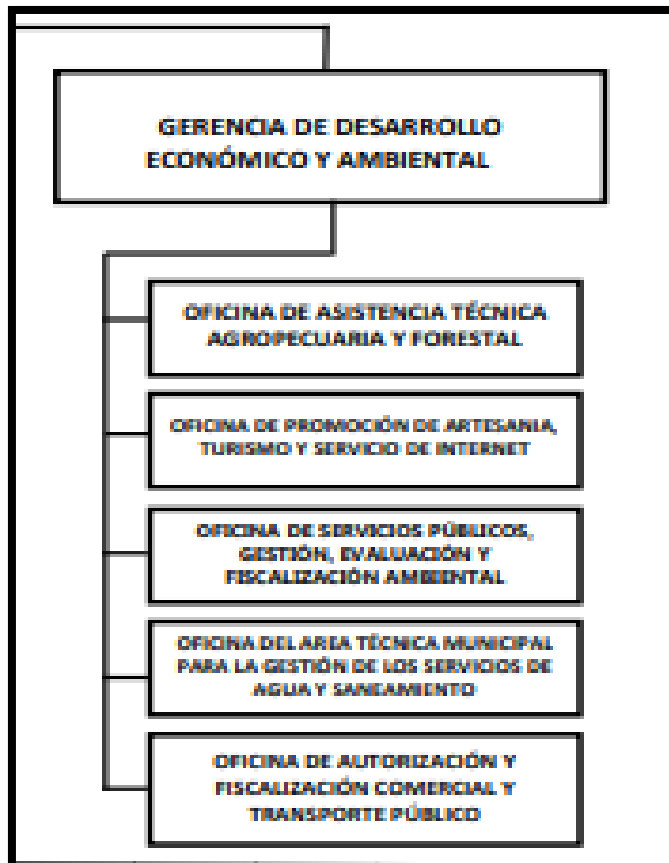 GERENCIA DE DESARROLLO
ECONÓMICO Y AMBIENTAL
OFICINA DE ASISTENCIA TÉCNICA
AGROPECUARIA Y FORESTAL
OFICINA DE PROMOCIÓN DE ARTESANIA,
TURISMO Y SERVICIO DE INTERNET
OFICINA DE SERVICIOS PÚBLICOS,
GESTIÓN, EVALUACIÓN Y
FISCALIZACIÓN AMBIENTAL
OFICINA DEL AREA TÉCNICA MUNICIPAL
PARA LA GESTIÓN DE LOS SERVICIOS DE
AGUA Y SANEAMIENTO
OFICINA DE AUTORIZACIÓN Y
FISCALIZACIÓN COMERCIAL Y
TRANSPORTE PÚBLICO